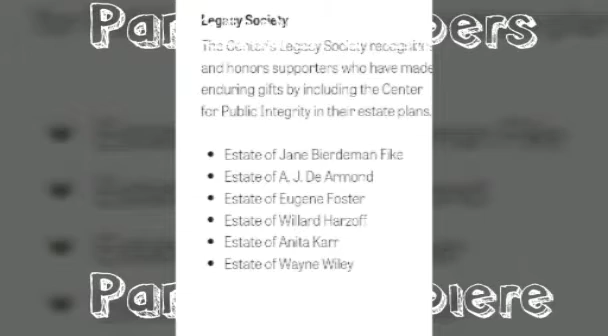 Legacy Society
The Center's Legacy Society recogniz
and honors supporters who have made
enduring gifts by including the Center
for Public Integrity in their estate plans.
• Estate of Jane Bierdeman Fike
• Estate of A. J. De Armond
• Estate of Eugene Foster
• Estate of Willard Harzoff
• Estate of Anita Karr
• Estate of Wayne Wiley